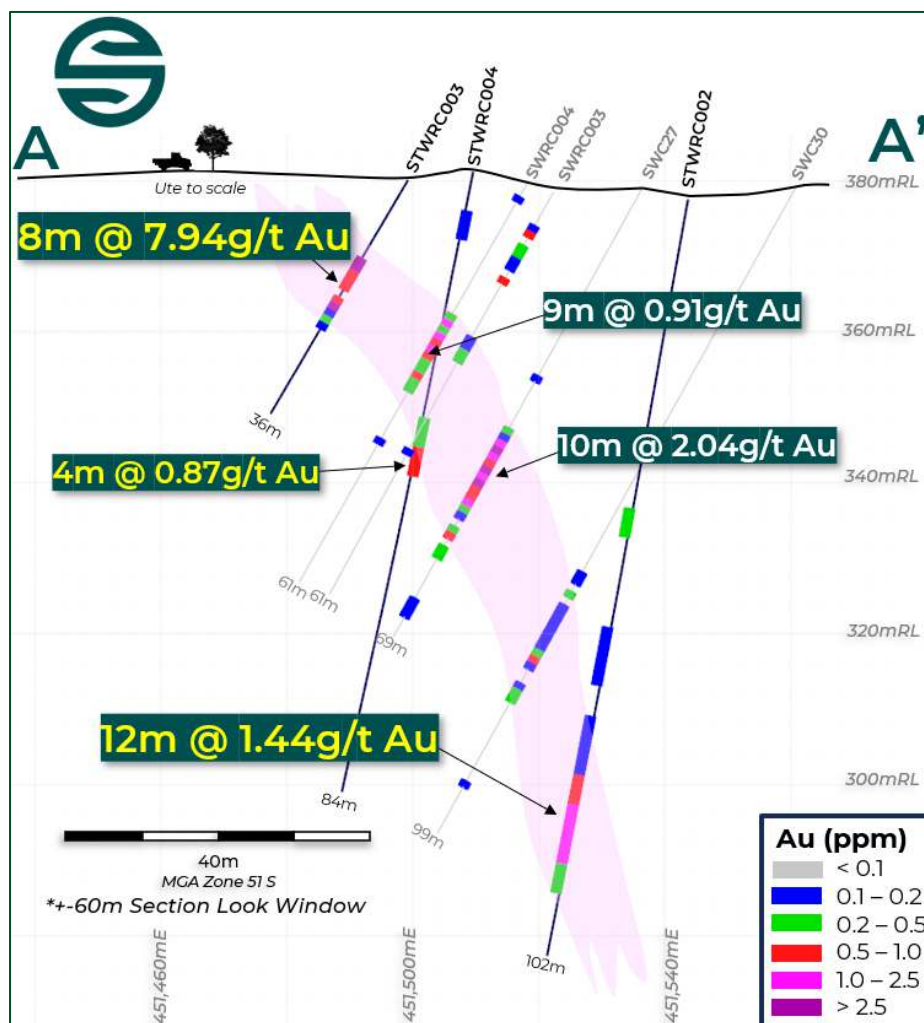 A
A'
STWRC003
STWRC004
SWRC004
SWRC003
SWC27
STWRC002
SWC30
Ute to scale
380mRL
8m @ 7.94g/t Au
9m @ 0.91g/t Au
360mRL
36m
10m @ 2.04g/t Au
4m @ 0.87g/t Au
340mRL
61m
61m
69m
320mRL
12m @ 1.44g/t Au
84m
300mRL
99m
40m
MGA Zone 51 S
*+-60m Section Look Window
102m
451,460mE
451,500mE
451,540mE
Au (ppm)
< 0.1
0.1 – 0.2
0.2 – 0.5
0.5 – 1.0
1.0 – 2.5
> 2.5